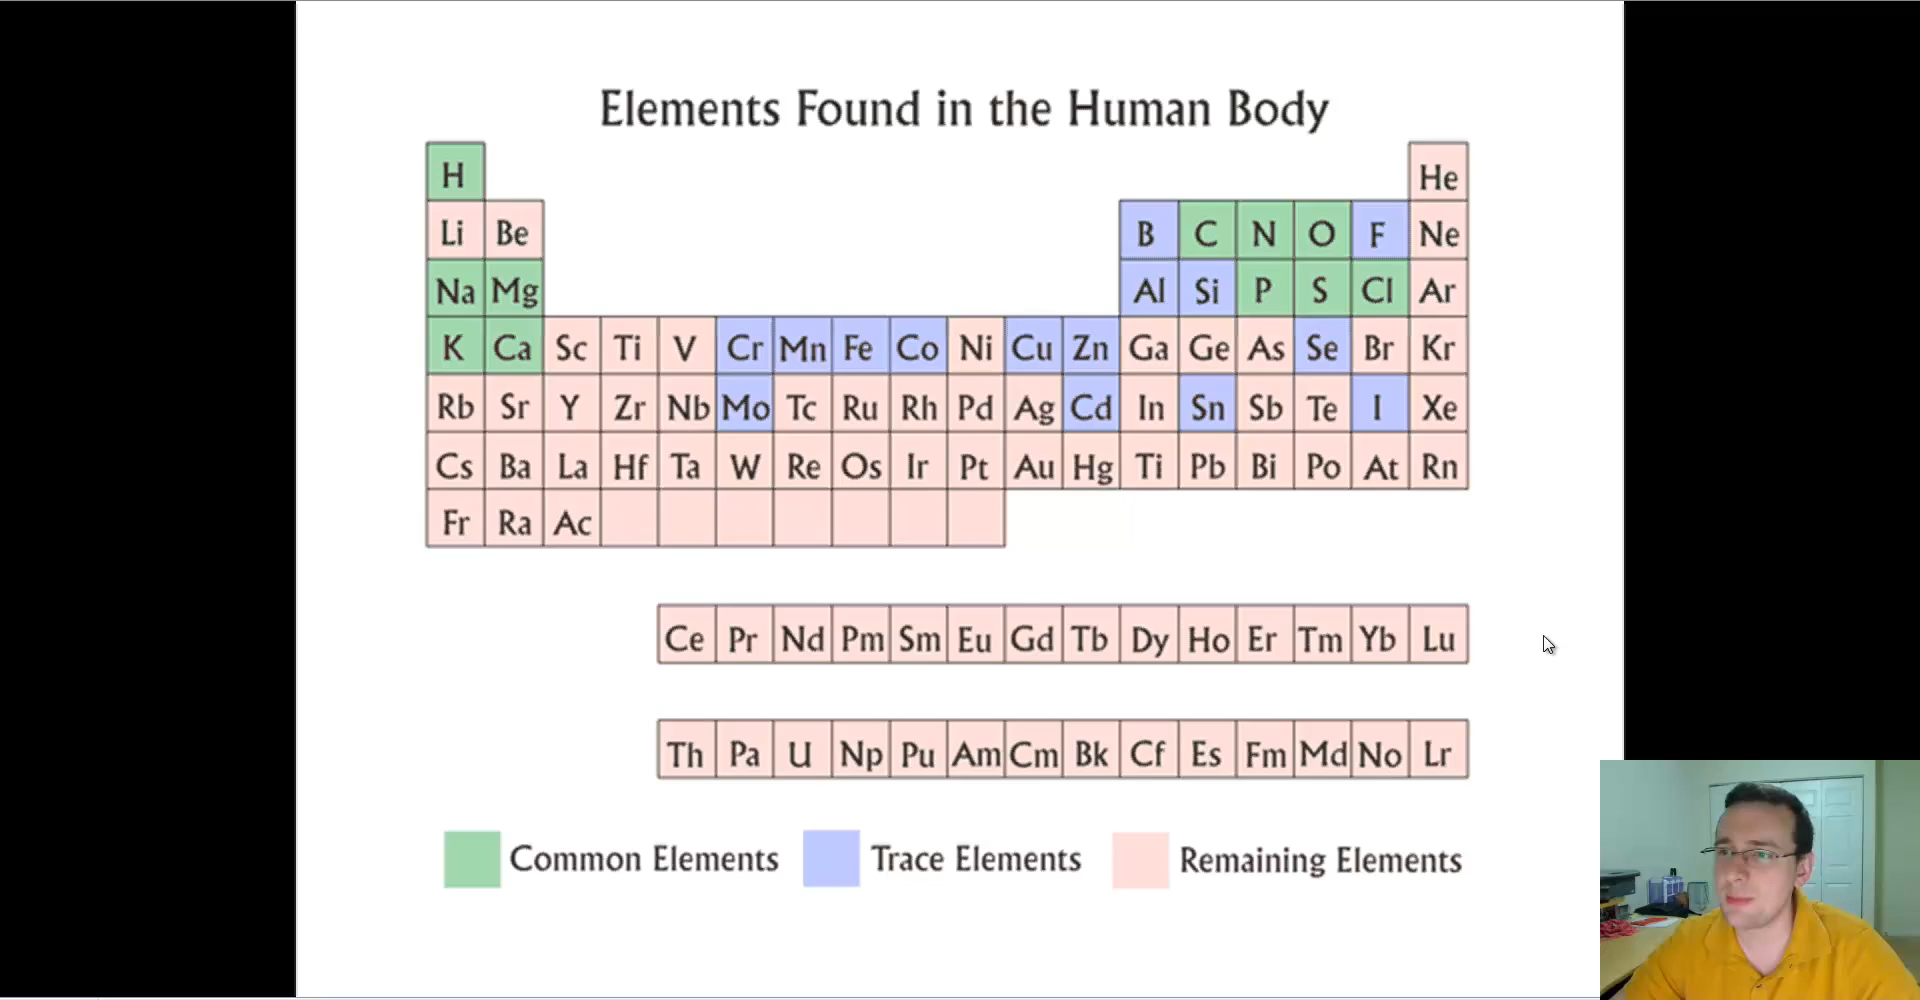 Elements Found in the Human Body
H He
Li Be B C N O F Ne
Na Mg Al Si P S Cl Ar
K Ca Sc Ti V Cr Mn Fe Co Ni Cu Zn Ga Ge As Se Br Kr
Rb Sr Y Zr Nb Mo Tc Ru Rh Pd Ag Cd In Sn Sb Te I Xe
Cs Ba La Hf Ta W Re Os Ir Pt Au Hg Ti Pb Bi Po At Rn
Fr Ra Ac
Ce Pr Nd Pm Sm Eu Gd Tb Dy Ho Er Tm Yb Lu
Th Pa U Np Pu Am Cm Bk Cf Es Fm Md No Lr
Common Elements Trace Elements Remaining Elements